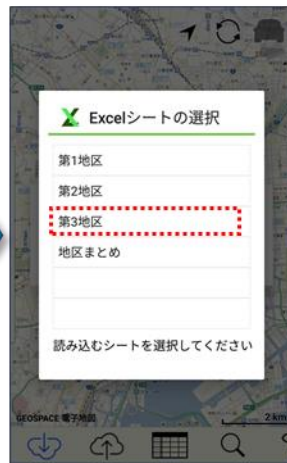 Excelシートの選択
第1地区
第2地区
第3地区
地区まとめ
読み込むシートを選択してください
GEOSPACE 電子地図
2 km